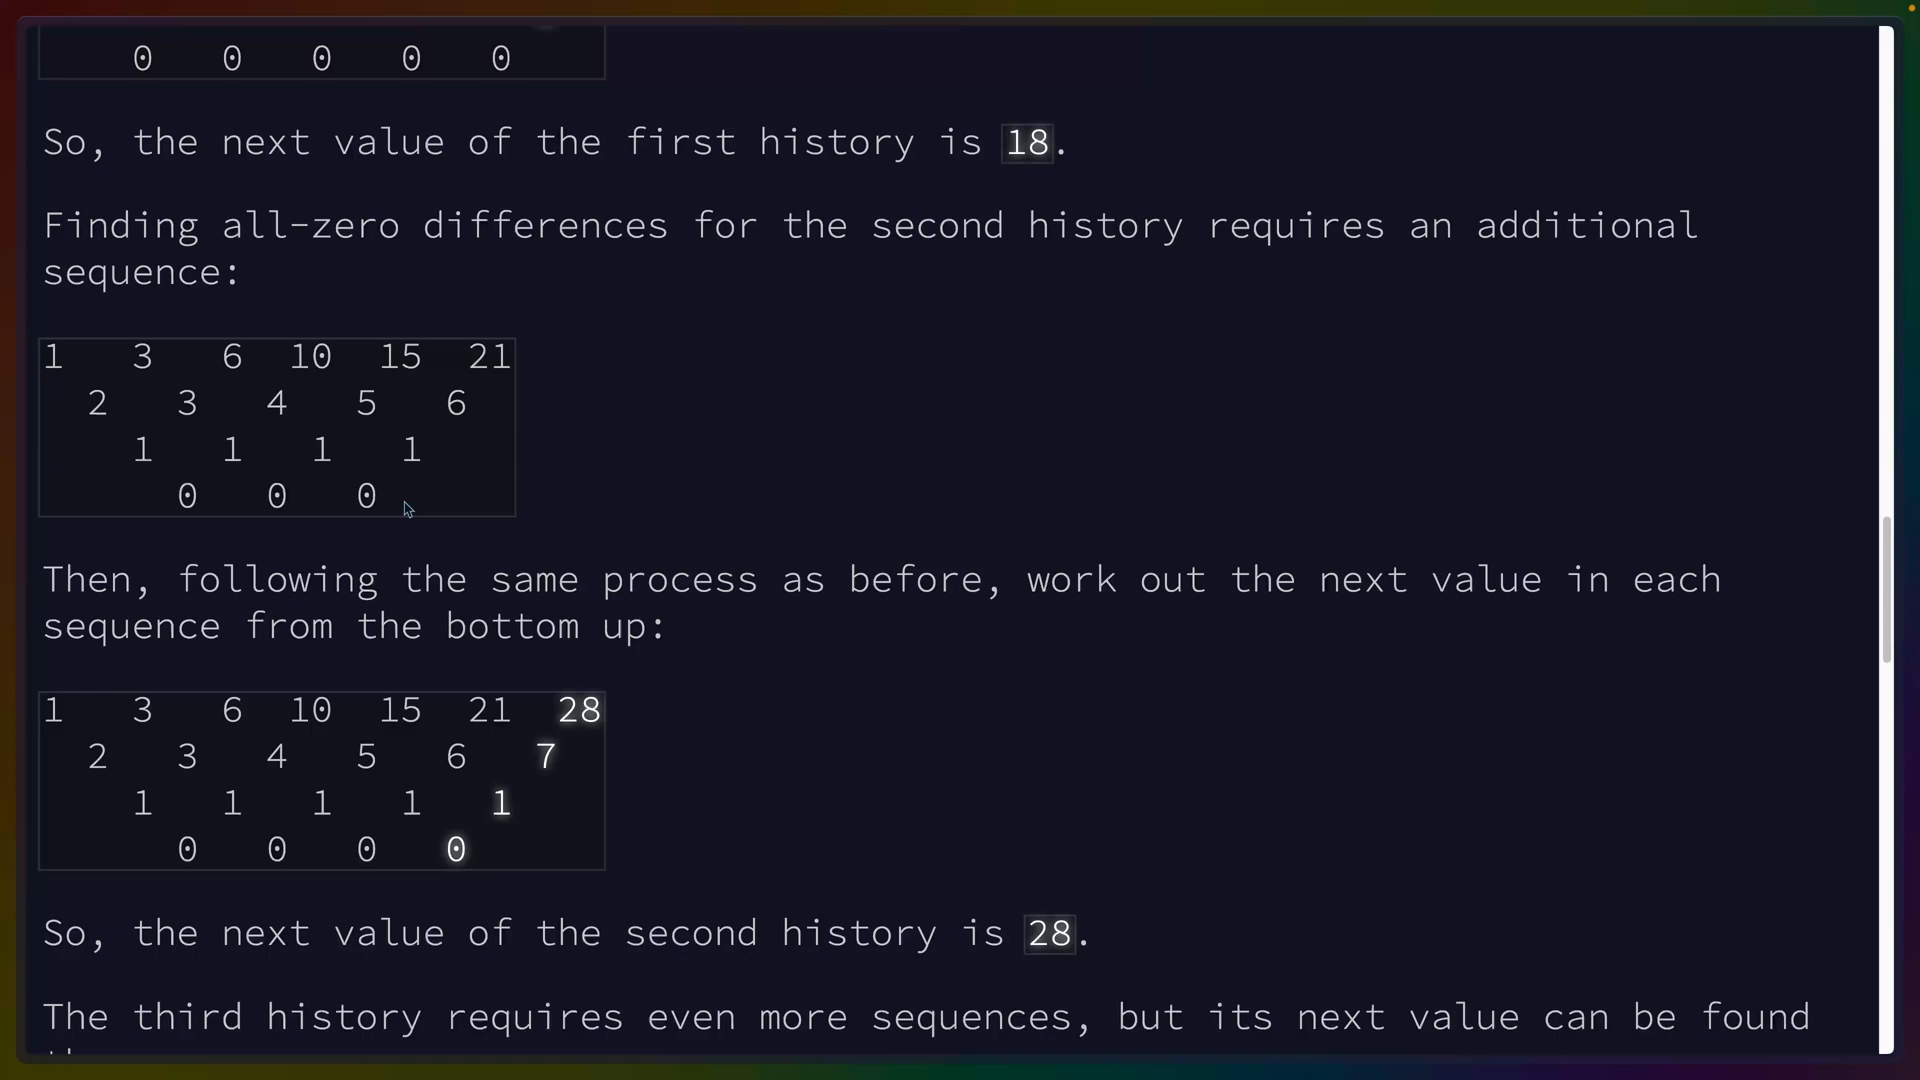 0 0 0 0 0
So, the next value of the first history is 18.
Finding all-zero differences for the second history requires an additional
sequence:
1 3 6 10 15 21
2 3 4 5 6
1 1 1 1
0 0 0
Then, following the same process as before, work out the next value in each
sequence from the bottom up:
1 3 6 10 15 21 28
2 3 4 5 6 7
1 1 1 1 1
0 0 0 0
So, the next value of the second history is 28.
The third history requires even more sequences, but its next value can be found